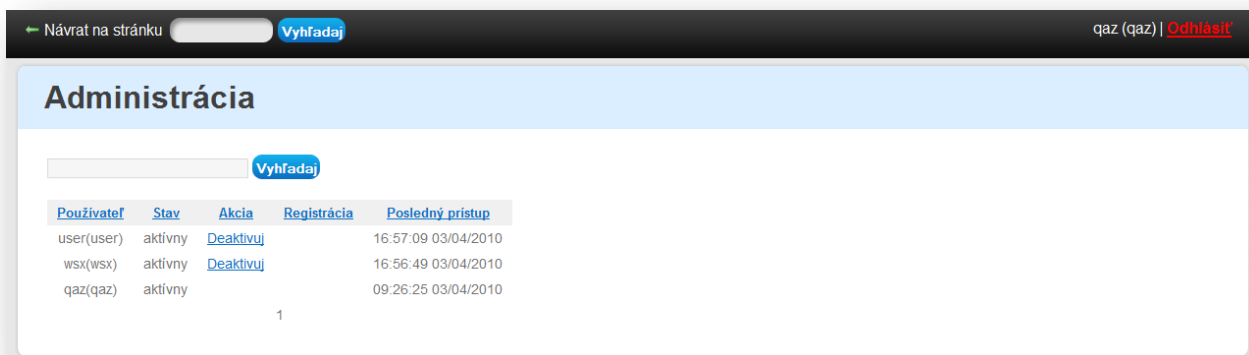 Návrat na stránku Vyhľadaj qaz (qaz) | Odhlásiť
Administrácia
Vyhľadaj
Používateľ Stav Akcia Registrácia Posledný prístup
user(user) aktívny Deaktivuj 16:57:09 03/04/2010
wsx(wsx) aktívny Deaktivuj 16:56:49 03/04/2010
qaz(qaz) aktívny 09:26:25 03/04/2010
1